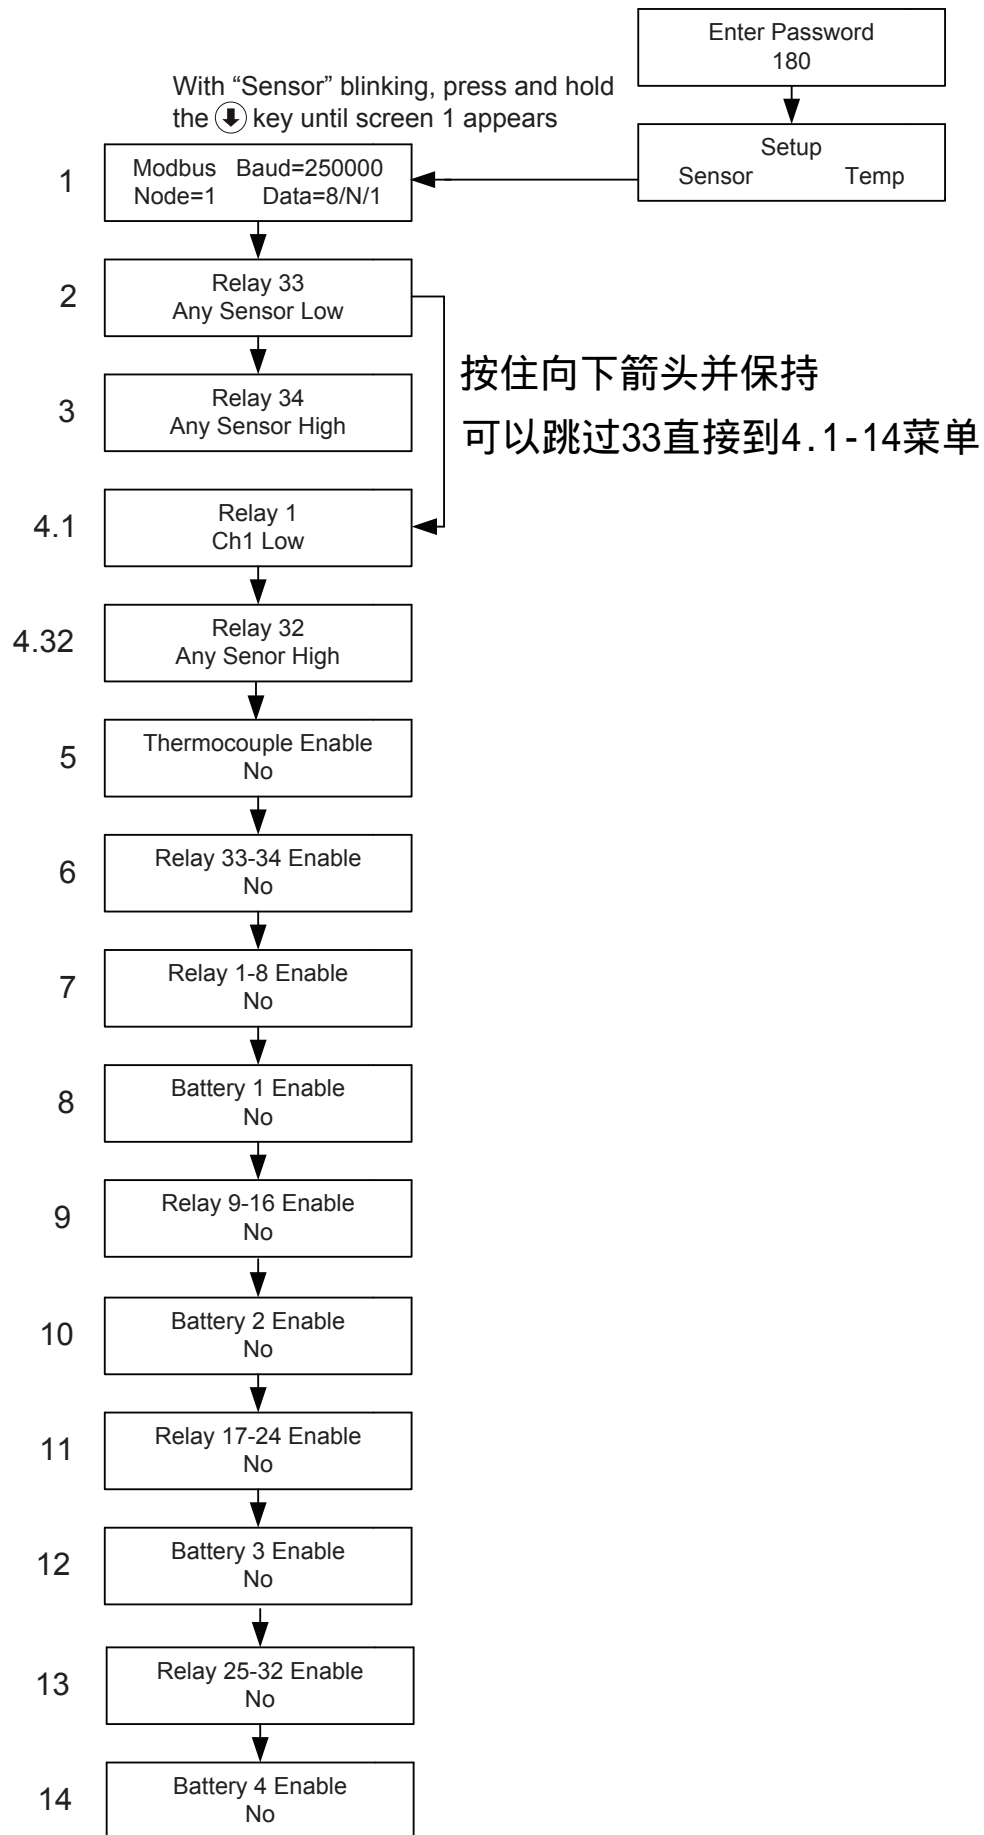 Enter Password
180
With “Sensor” blinking, press and hold
the key until screen 1 appears
Setup
Sensor Temp
1
Modbus Baud=250000
Node=1 Data=8/N/1
2
Relay 33
Any Sensor Low
按住向下箭头并保持
可以跳过33直接到4.1-14菜单
3
Relay 34
Any Sensor High
4.1
Relay 1
Ch1 Low
4.32
Relay 32
Any Senor High
5
Thermocouple Enable
No
6
Relay 33-34 Enable
No
7
Relay 1-8 Enable
No
8
Battery 1 Enable
No
9
Relay 9-16 Enable
No
10
Battery 2 Enable
No
11
Relay 17-24 Enable
No
12
Battery 3 Enable
No
13
Relay 25-32 Enable
No
14
Battery 4 Enable
No